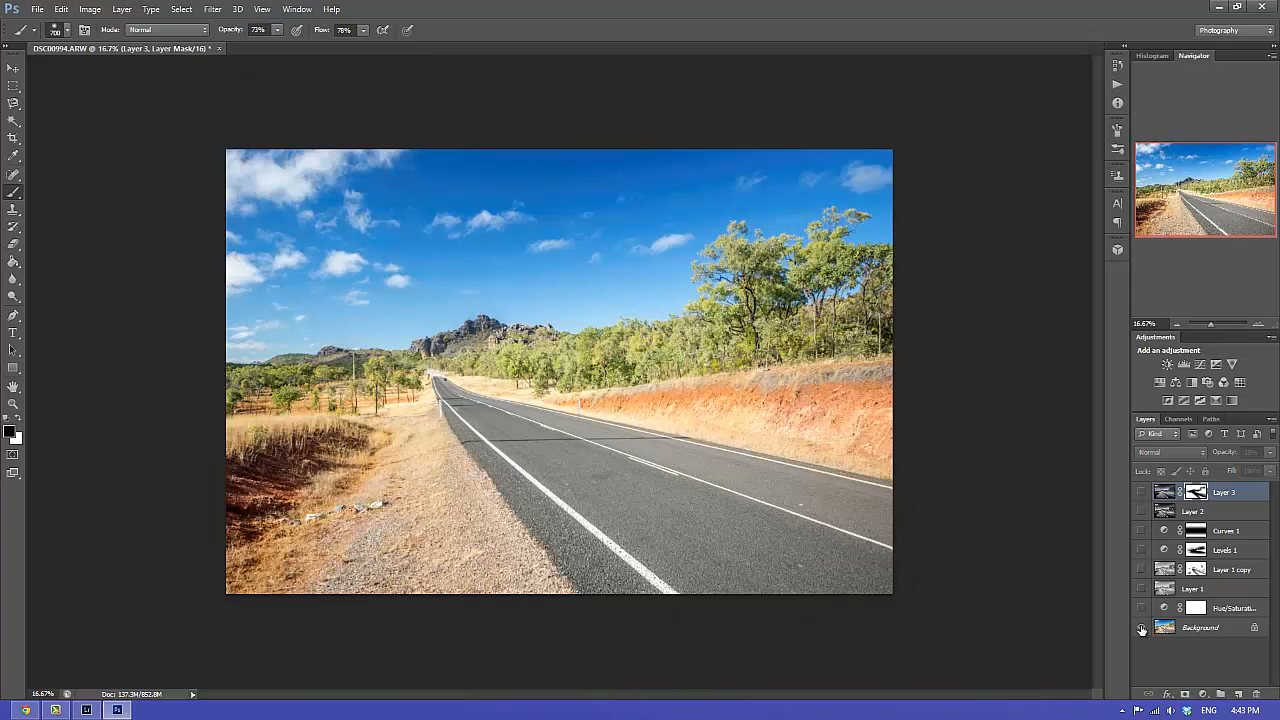 Ps File Edit Image Layer Type Select Filter 3D View Window Help
700 Mode: Normal Opacity: 73% Flow: 78% Photography
DSC00994.ARW @ 16.7% (Layer 3, Layer Mask/16) * ×
Histogram Navigator
16.67%
Adjustments
Add an adjustment
Layers Channels Paths
Kind
Normal Opacity:
Lock: Fill:
Layer 3
Layer 2
Curves 1
Levels 1
Layer 1 copy
Layer 1
Hue/Saturati...
Background
16.67% Doc: 137.3M/852.8M
Lr Ps ENG 4:43 PM